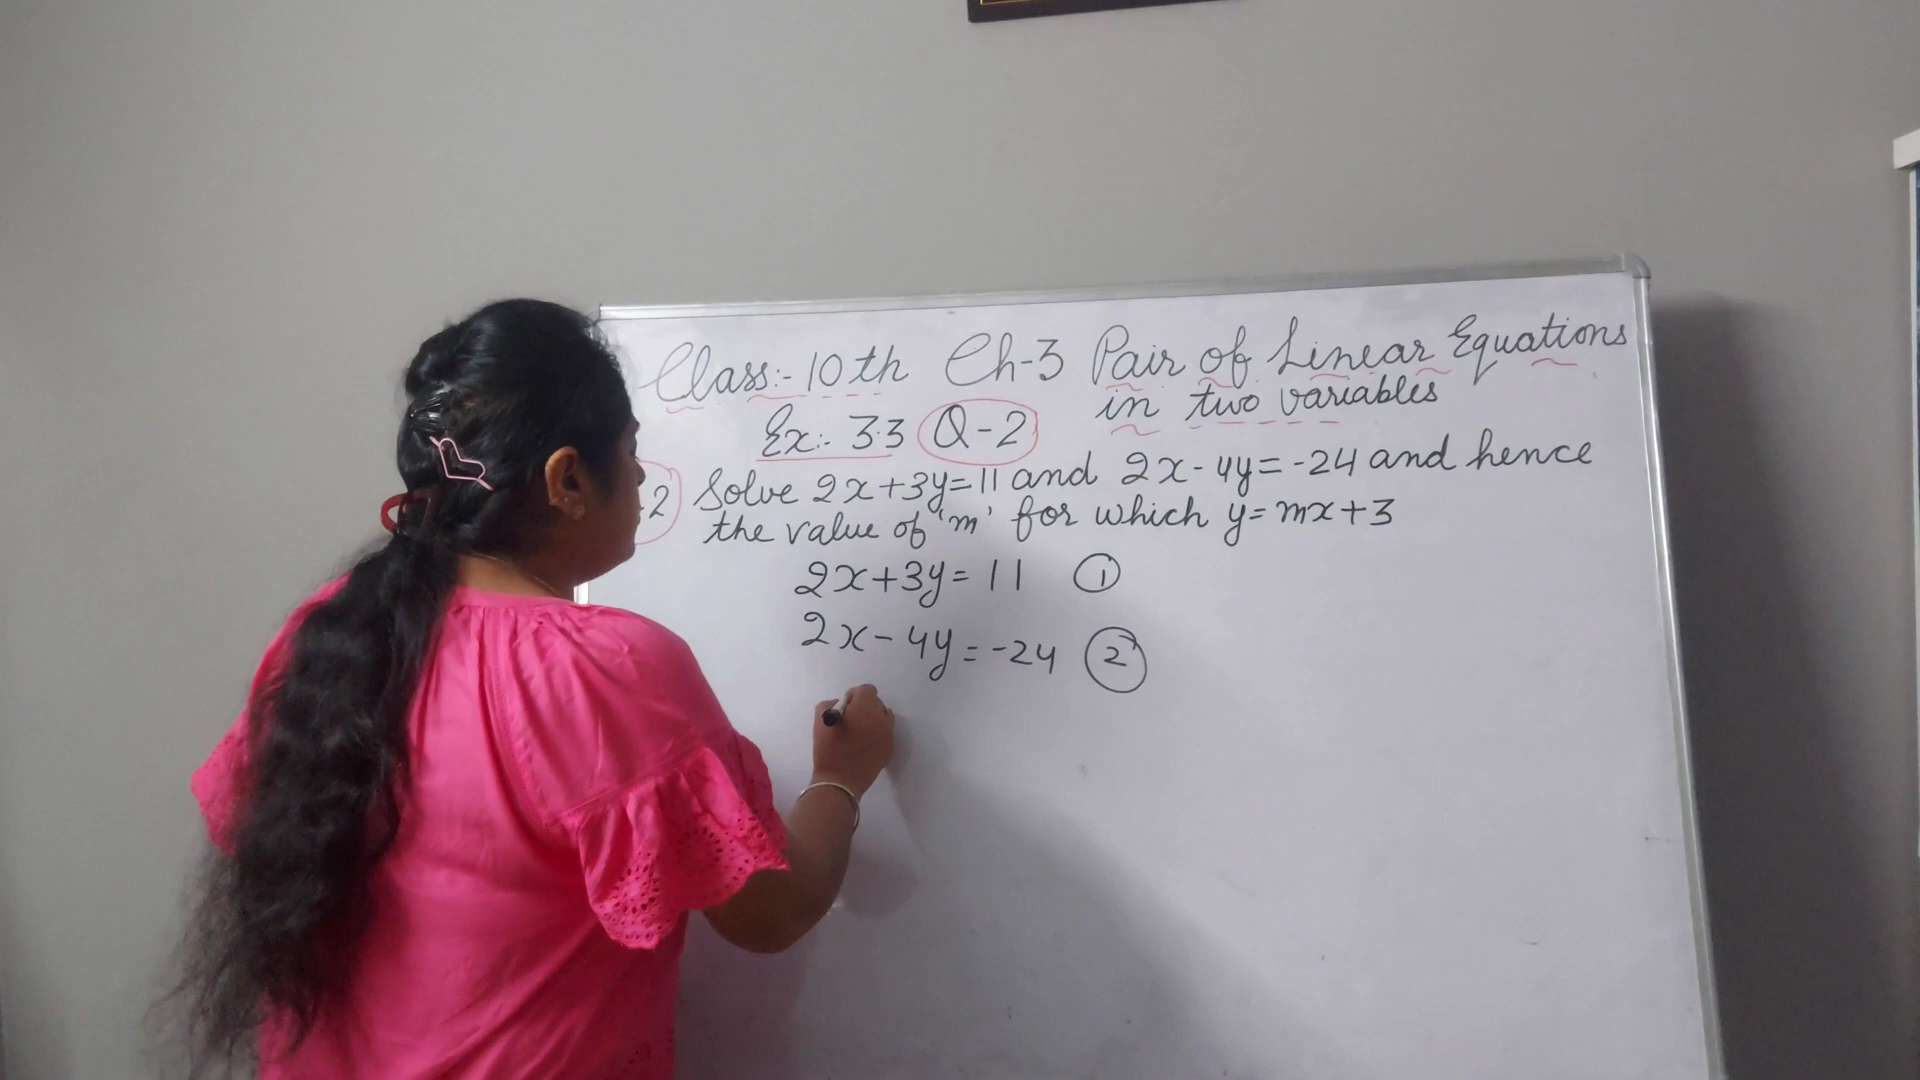 Class:- 10th Ch-3 Pair of Linear Equations
in two variables
Ex:- 3.3 Q-2
2 Solve 2x+3y=11 and 2x-4y=-24 and hence
the value of 'm' for which y=mx+3
2x+3y=11 1
2x-4y=-24 2